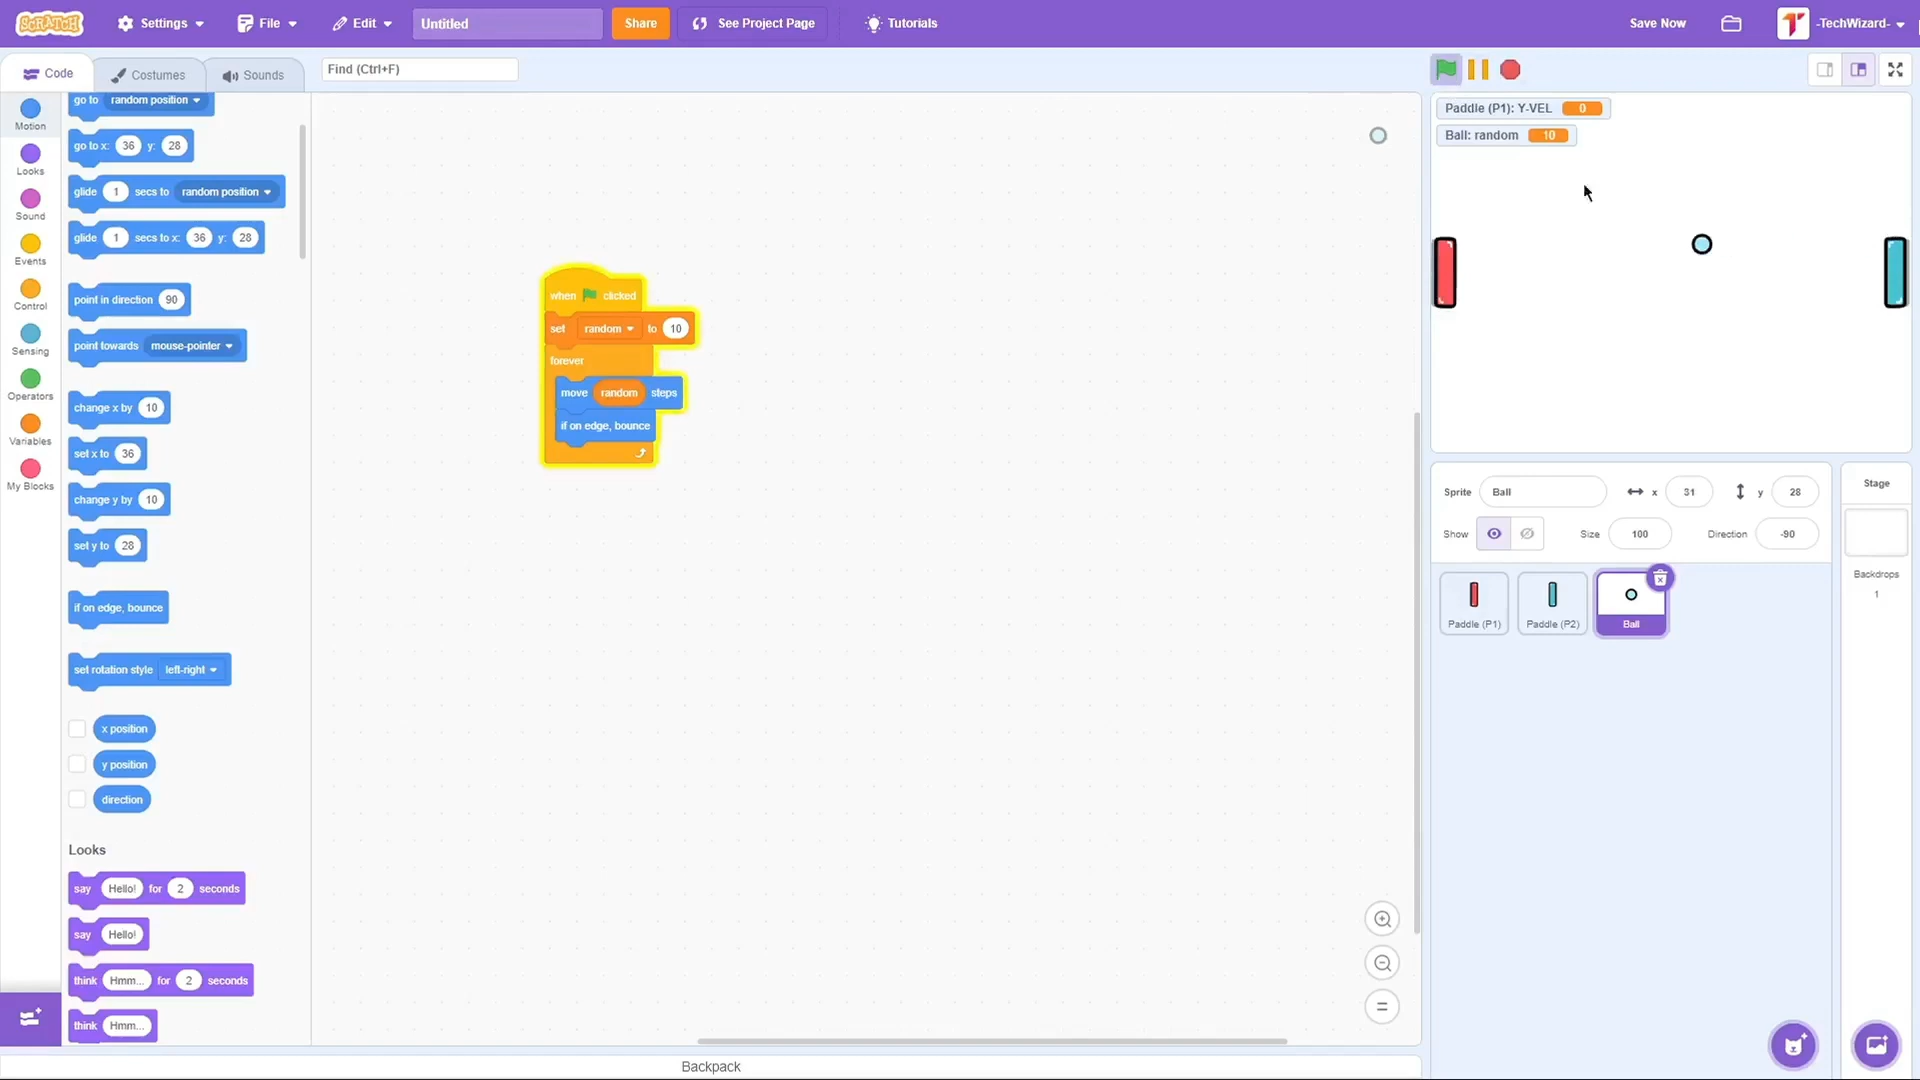 SCRATCH Settings File Edit Untitled Share See Project Page Tutorials Save Now -TechWizard-
Code Costumes Sounds Find (Ctrl+F)
Motion
Looks
Sound
Events
Control
Sensing
Operators
Variables
My Blocks
go to random position
go to x: 36 y: 28
glide 1 secs to random position
glide 1 secs to x: 36 y: 28
point in direction 90
point towards mouse-pointer
change x by 10
set x to 36
change y by 10
set y to 28
if on edge, bounce
set rotation style left-right
x position
y position
direction
Looks
say Hello! for 2 seconds
say Hello!
think Hmm... for 2 seconds
think Hmm...
when clicked
set random to 10
forever
move random steps
if on edge, bounce
Backpack
Paddle (P1): Y-VEL 0
Ball: random 10
Sprite Ball x 31 y 28
Show Size 100 Direction -90
Paddle (P1) Paddle (P2) Ball
Stage
Backdrops
1